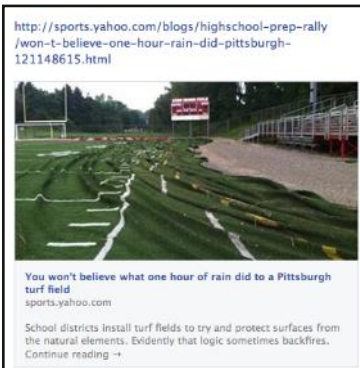 http://sports.yahoo.com/blogs/highschool-prep-rally
/won-t-believe-one-hour-rain-did-pittsburgh-
121148615.html
You won't believe what one hour of rain did to a Pittsburgh
turf field
sports.yahoo.com
School districts install turf fields to try and protect surfaces from
the natural elements. Evidently that logic sometimes backfires.
Continue reading →